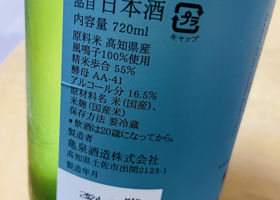 品目 日本酒
内容量 720ml
プラ
キャップ
原料米 高知県産
風鳴子100%使用
精米歩合 55%
酵母 AA-41
アルコール分 16.5%
原材料名 米(国産)、
米麹(国産米)
保存方法 要冷蔵
•飲酒は20歳になってから。
製造者
亀泉酒造株式会社
高知県土佐市出間2123-1
製造